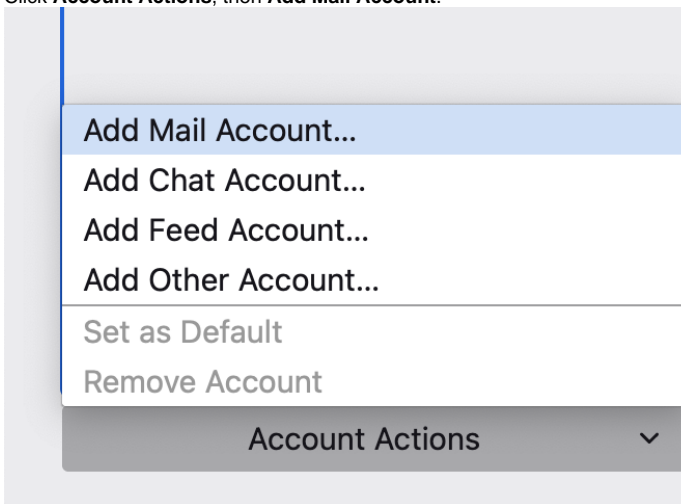 Click Account Actions, then Add Mail Account.
Add Mail Account...
Add Chat Account...
Add Feed Account...
Add Other Account...
Set as Default
Remove Account
Account Actions